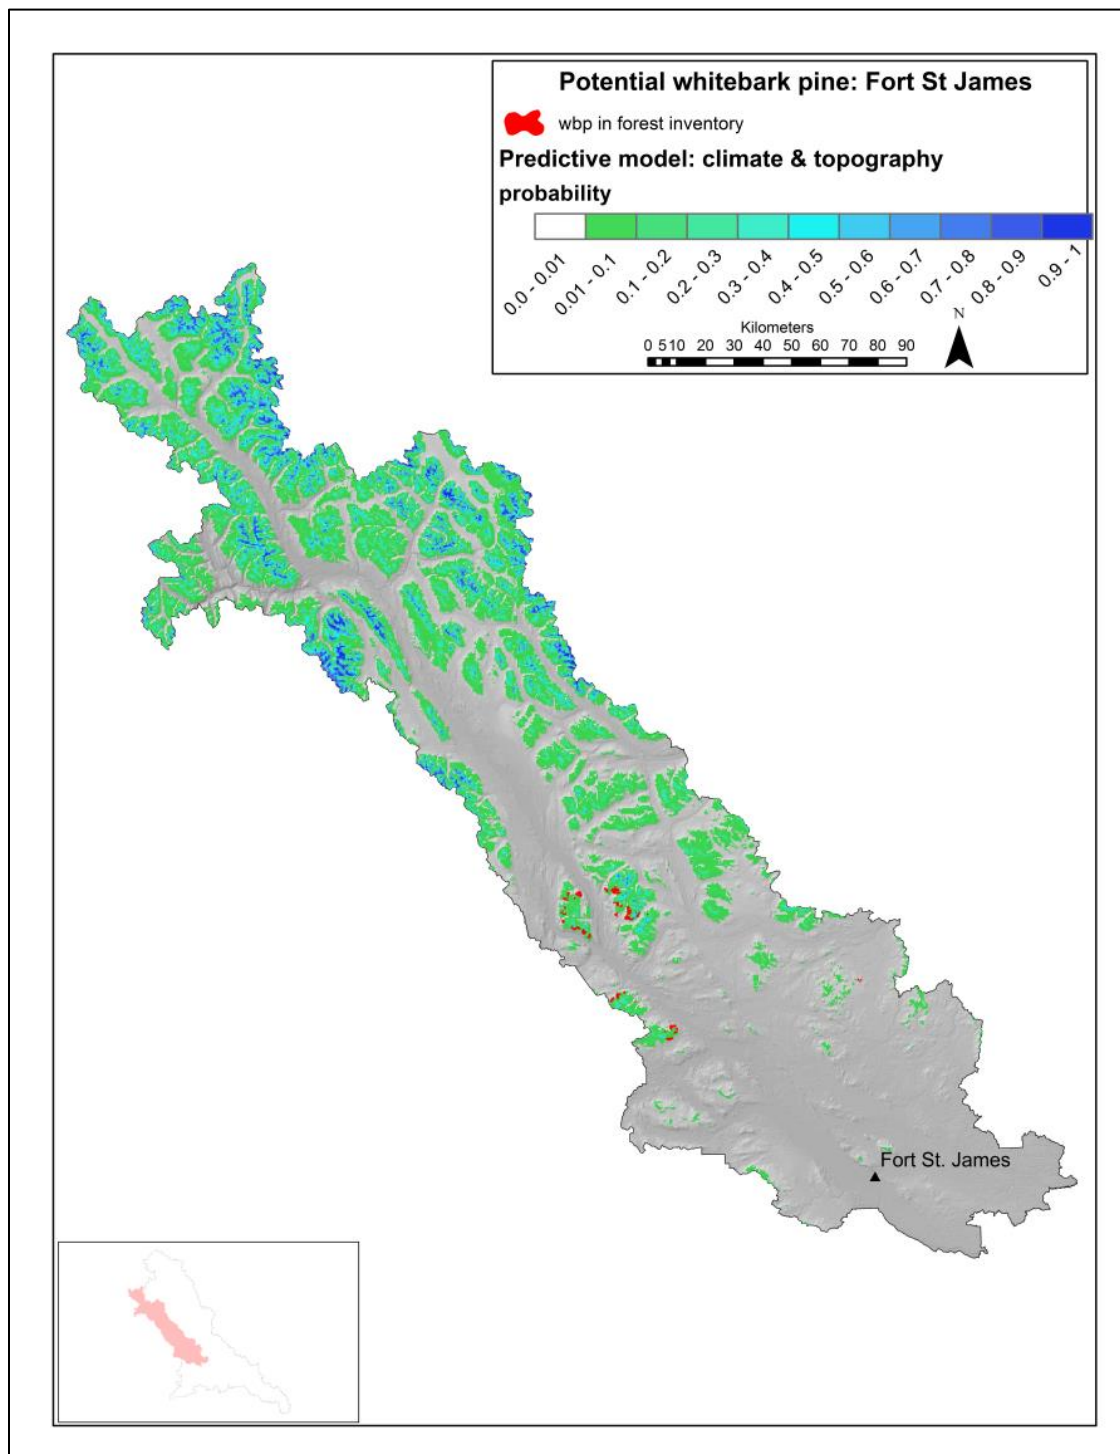 Potential whitebark pine: Fort St James
wbp in forest inventory
Predictive model: climate & topography
probability
0.0 - 0.01
0.01 - 0.1
0.1 - 0.2
0.2 - 0.3
0.3 - 0.4
0.4 - 0.5
0.5 - 0.6
0.6 - 0.7
0.7 - 0.8
0.8 - 0.9
0.9 - 1
Kilometers
0 5 10 20 30 40 50 60 70 80 90
N
Fort St. James